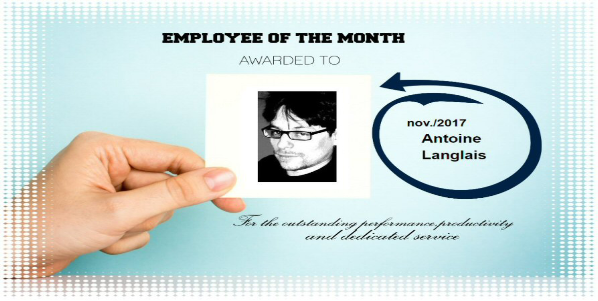 EMPLOYEE OF THE MONTH
AWARDED TO
nov./2017
Antoine
Langlais
For the outstanding performance productivity
and dedicated service